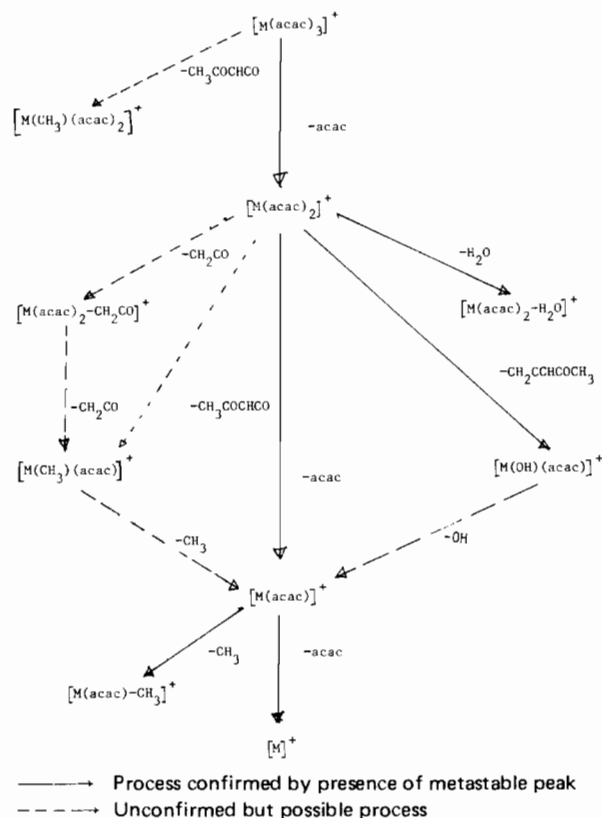 [M(acac)₃]⁺
-CH₃COCHCO
[M(CH₃)(acac)₂]⁺
-acac
[M(acac)₂]⁺
-CH₂CO
-H₂O
[M(acac)₂-CH₂CO]⁺
[M(acac)₂-H₂O]⁺
-CH₂CCHCOCH₃
-CH₂CO
-CH₃COCHCO
[M(CH₃)(acac)]⁺
-acac
[M(OH)(acac)]⁺
-CH₃
-OH
[M(acac)]⁺
-CH₃
-acac
[M(acac)-CH₃]⁺
[M]⁺
Process confirmed by presence of metastable peak
Unconfirmed but possible process